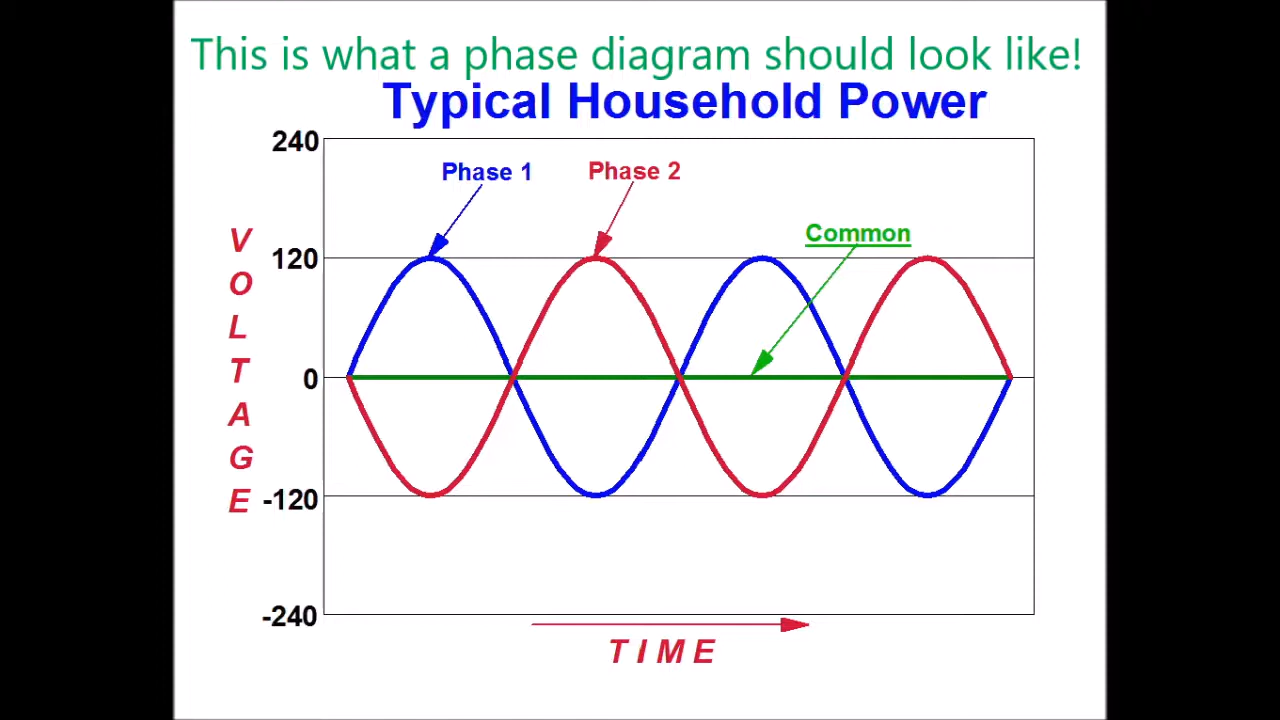 This is what a phase diagram should look like!
Typical Household Power
240
Phase 1
Phase 2
Common
120
0
-120
-240
VOLTAGE
TIME